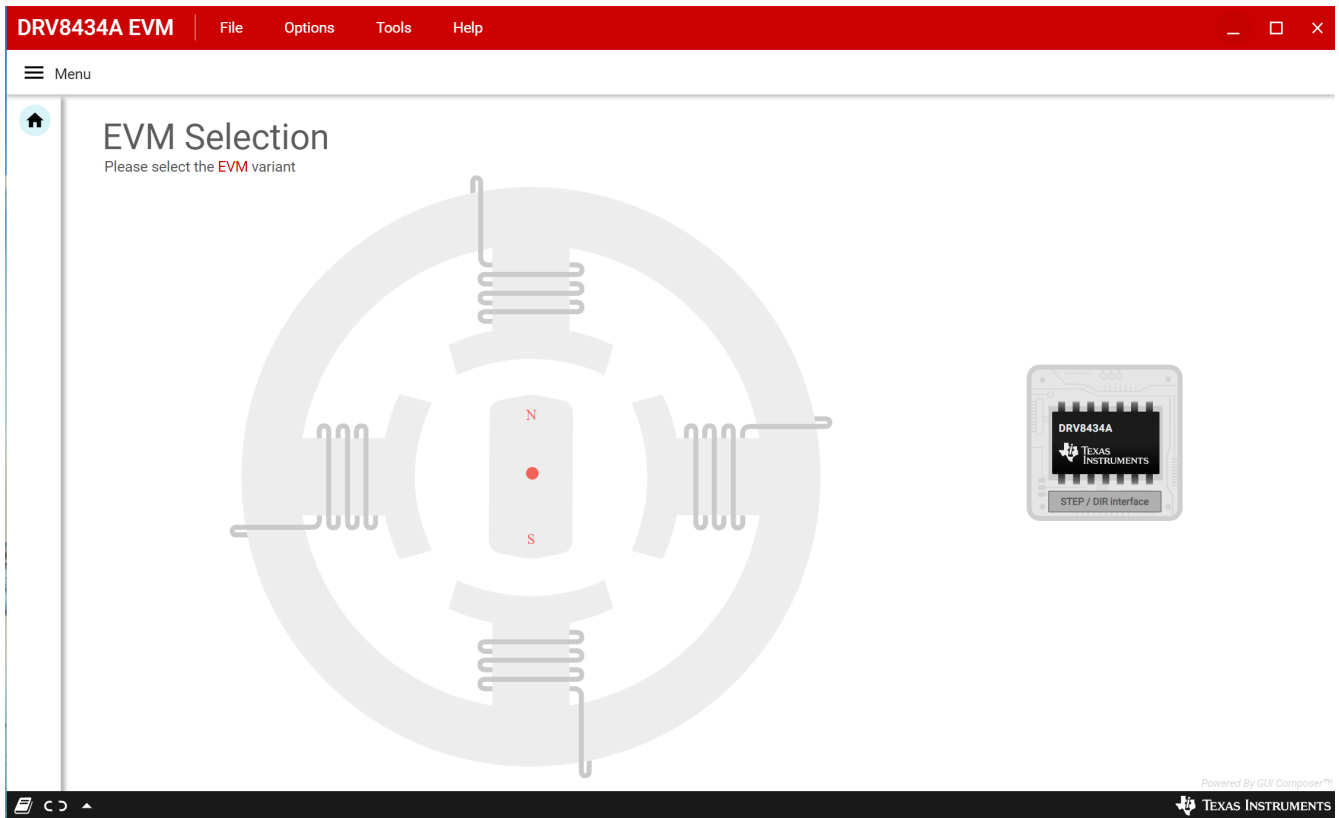 DRV8434A EVM
File
Options
Tools
Help
Menu
EVM Selection
Please select the EVM variant
N
S
DRV8434A
TEXAS
INSTRUMENTS
STEP / DIR interface
Powered By GUI Composer™
TEXAS INSTRUMENTS